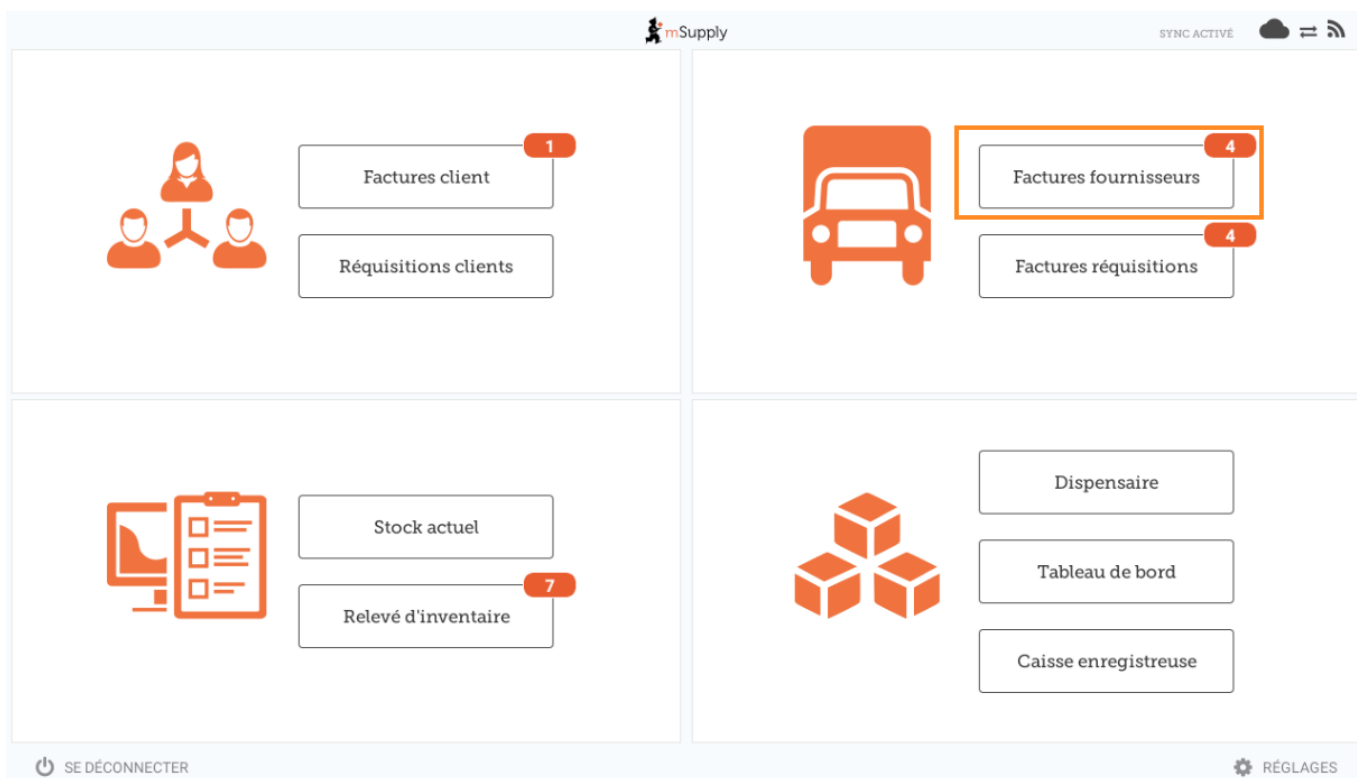 mSupply
SYNC ACTIVÉ
1
Factures client
Réquisitions clients
4
Factures fournisseurs
4
Factures réquisitions
Stock actuel
7
Relevé d'inventaire
Dispensaire
Tableau de bord
Caisse enregistreuse
SE DÉCONNECTER
RÉGLAGES